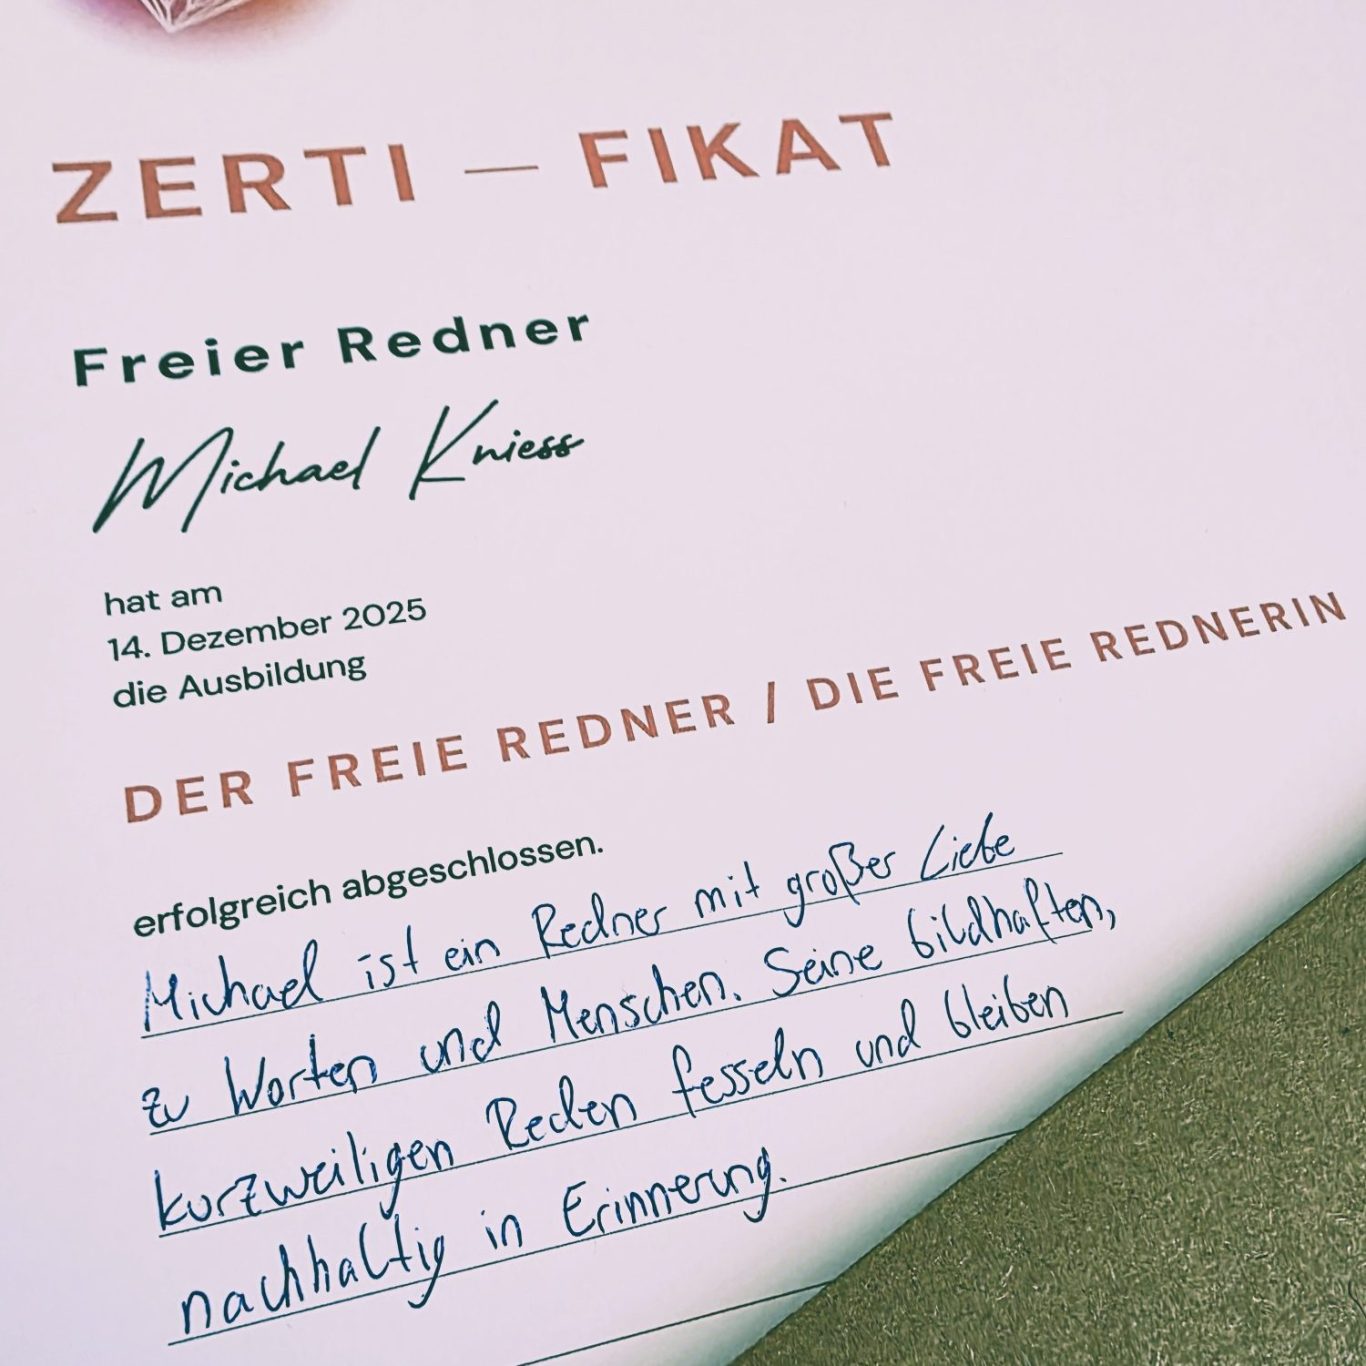 ZERTI — FIKAT
Freier Redner
Michael Kniess
hat am
14. Dezember 2025
die Ausbildung
DER FREIE REDNER / DIE FREIE REDNERIN
erfolgreich abgeschlossen.
Michael ist ein Redner mit großer Liebe
zu Worten und Menschen. Seine bildhaften,
kurzweiligen Reden fesseln und bleiben
nachhaltig in Erinnerung.